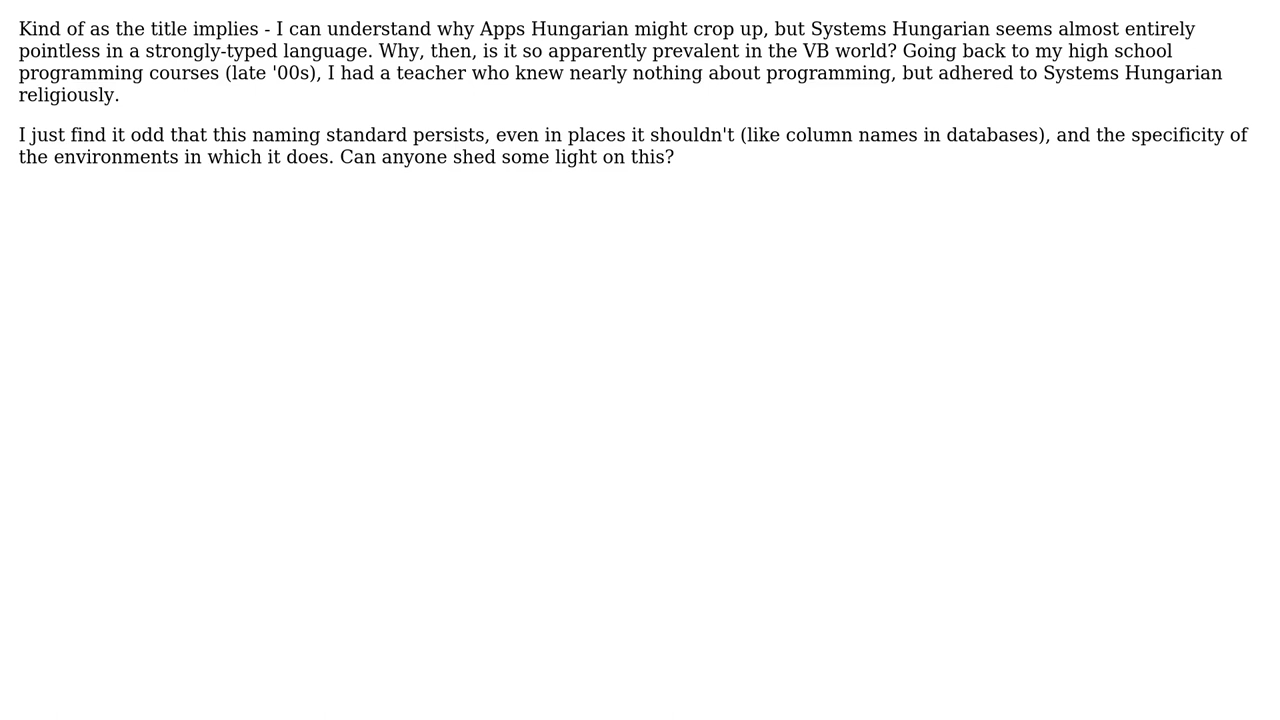 Kind of as the title implies - I can understand why Apps Hungarian might crop up, but Systems Hungarian seems almost entirely
pointless in a strongly-typed language. Why, then, is it so apparently prevalent in the VB world? Going back to my high school
programming courses (late '00s), I had a teacher who knew nearly nothing about programming, but adhered to Systems Hungarian
religiously.
I just find it odd that this naming standard persists, even in places it shouldn't (like column names in databases), and the specificity of
the environments in which it does. Can anyone shed some light on this?